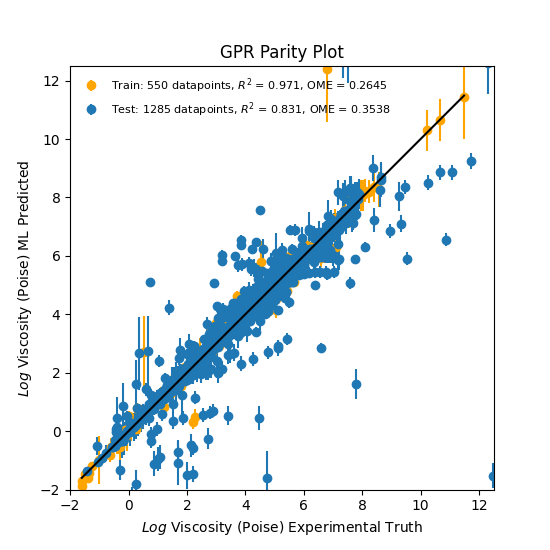 GPR Parity Plot
Train: 550 datapoints, R² = 0.971, OME = 0.2645
Test: 1285 datapoints, R² = 0.831, OME = 0.3538
Log Viscosity (Poise) ML Predicted
12
10
8
6
4
2
0
−2
−2 0 2 4 6 8 10 12
Log Viscosity (Poise) Experimental Truth